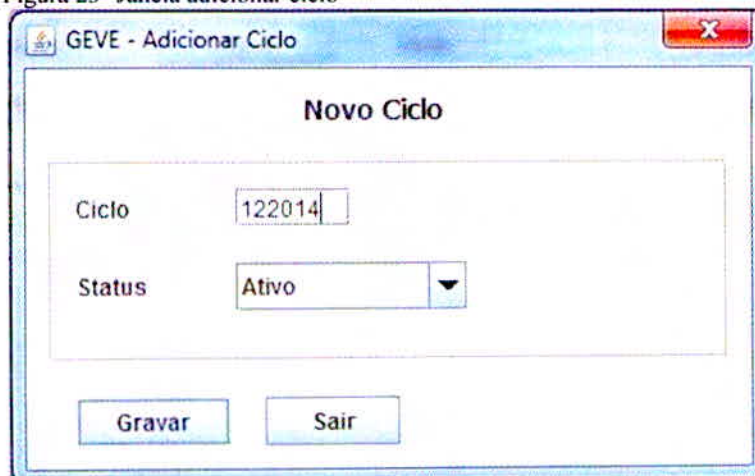 GEVE - Adicionar Ciclo
Novo Ciclo
Ciclo 122014
Status Ativo
Gravar Sair